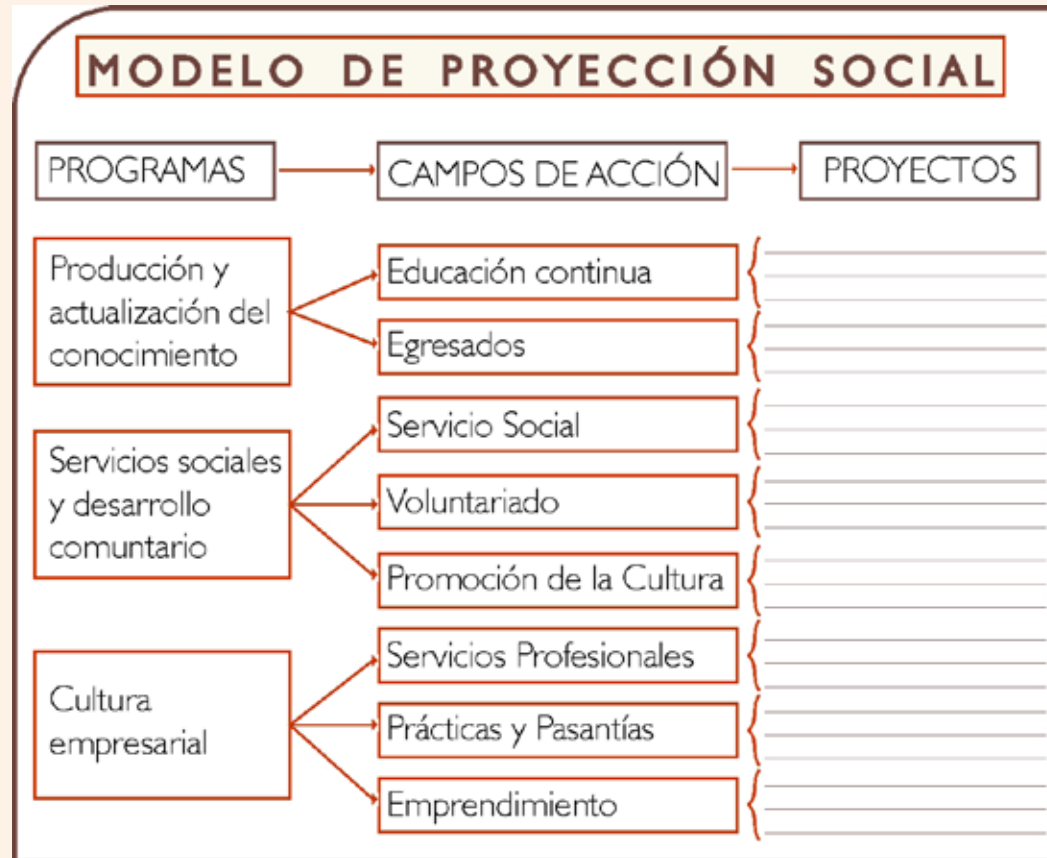 MODELO DE PROYECCIÓN SOCIAL
PROGRAMAS
CAMPOS DE ACCIÓN
PROYECTOS
Producción y
actualización del
conocimiento
Educación continua
Egresados
Servicios sociales
y desarrollo
comuntario
Servicio Social
Voluntariado
Promoción de la Cultura
Cultura
empresarial
Servicios Profesionales
Prácticas y Pasantías
Emprendimiento